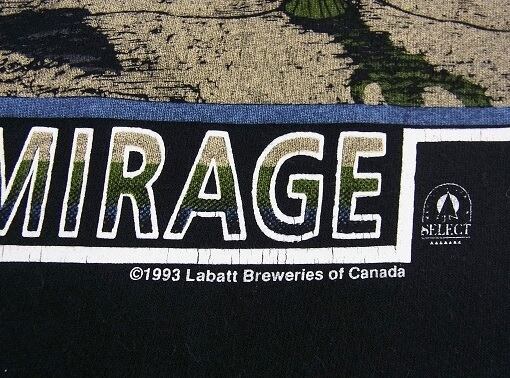 MIRAGE
SELECT
©1993 Labatt Breweries of Canada